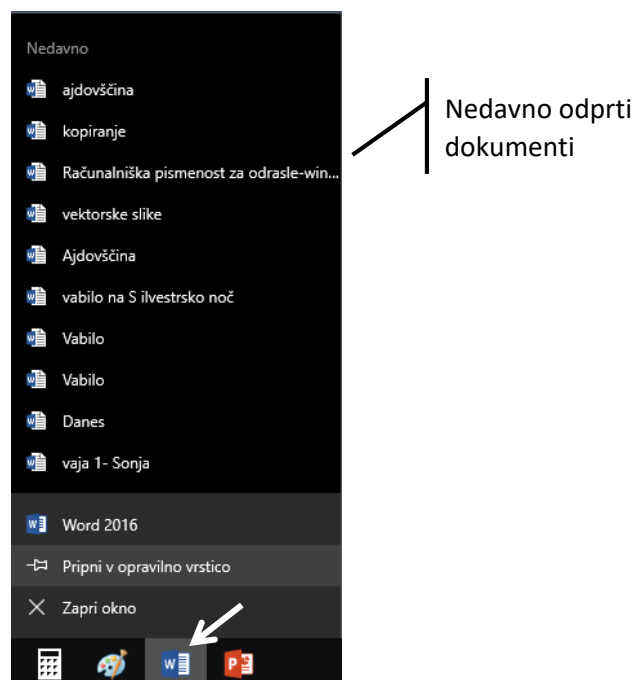 Nedavno
ajdovščina
kopiranje
Računalniška pismenost za odrasle-win...
vektorske slike
Ajdovščina
vabilo na S ilvestrsko noč
Vabilo
Vabilo
Danes
vaja 1- Sonja
Word 2016
Pripni v opravilno vrstico
Zapri okno
Nedavno odprti
dokumenti